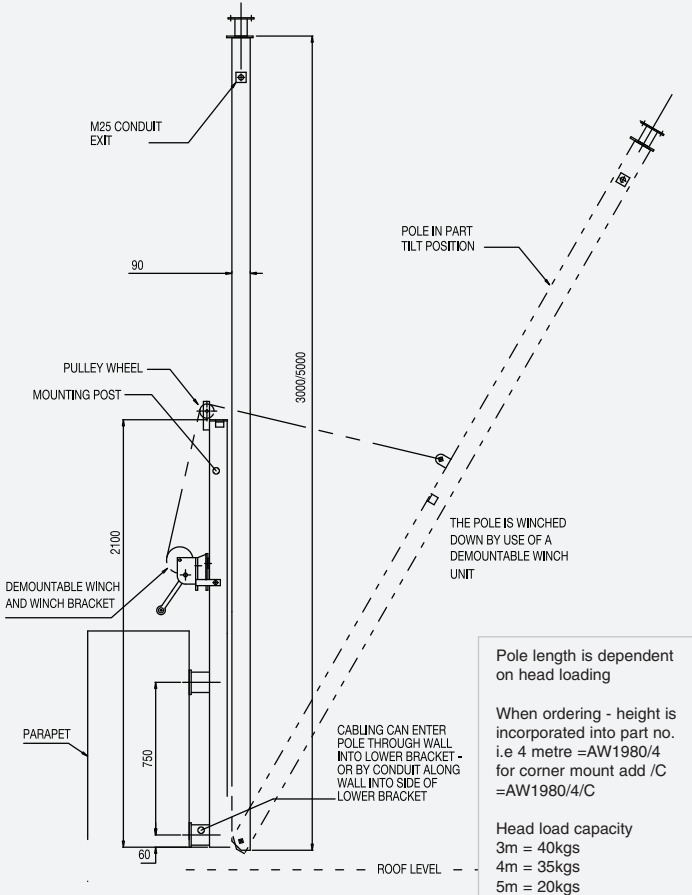 M25 CONDUIT
EXIT
POLE IN PART
TILT POSITION
90
3000/5000
PULLEY WHEEL
MOUNTING POST
2100
THE POLE IS WINCHED
DOWN BY USE OF A
DEMOUNTABLE WINCH
UNIT
DEMOUNTABLE WINCH
AND WINCH BRACKET
PARAPET
750
CABLING CAN ENTER
POLE THROUGH WALL
INTO LOWER BRACKET -
OR BY CONDUIT ALONG
WALL INTO SIDE OF
LOWER BRACKET
60
ROOF LEVEL
Pole length is dependent
on head loading
When ordering - height is
incorporated into part no.
i.e 4 metre =AW1980/4
for corner mount add /C
=AW1980/4/C
Head load capacity
3m = 40kgs
4m = 35kgs
5m = 20kgs